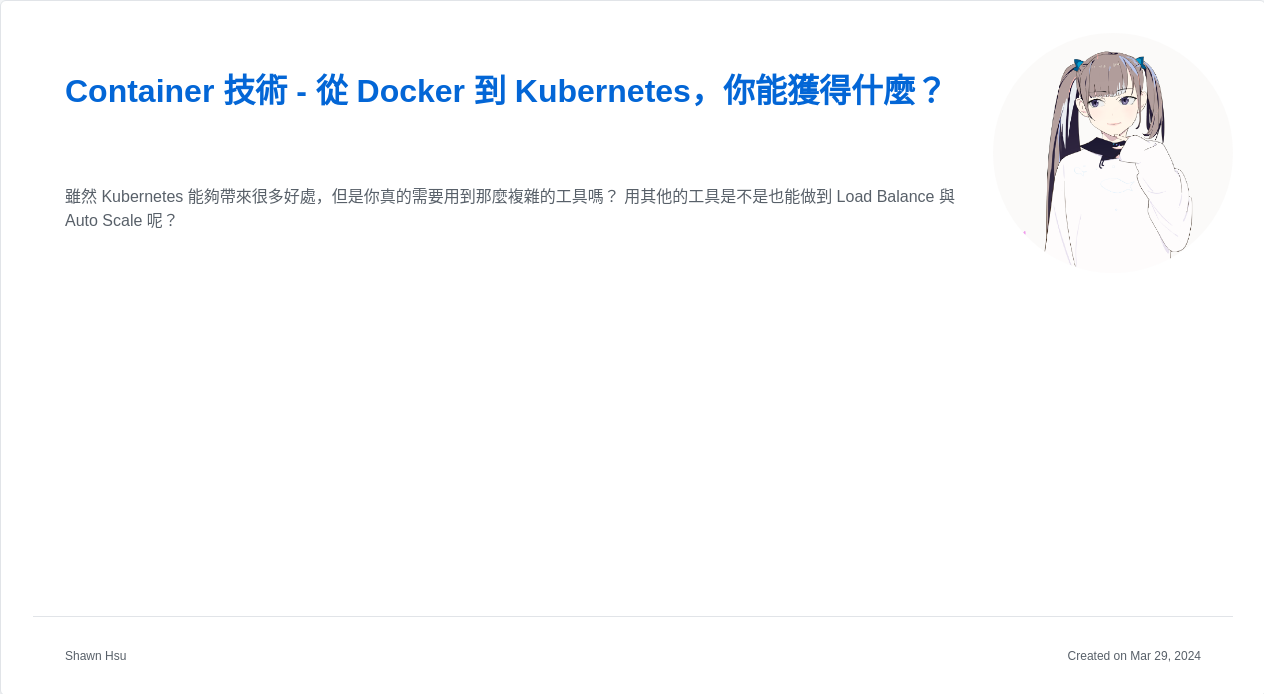 Container 技術 - 從 Docker 到 Kubernetes，你能獲得什麼？
雖然 Kubernetes 能夠帶來很多好處，但是你真的需要用到那麼複雜的工具嗎？ 用其他的工具是不是也能做到 Load Balance 與
Auto Scale 呢？
Shawn Hsu
Created on Mar 29, 2024